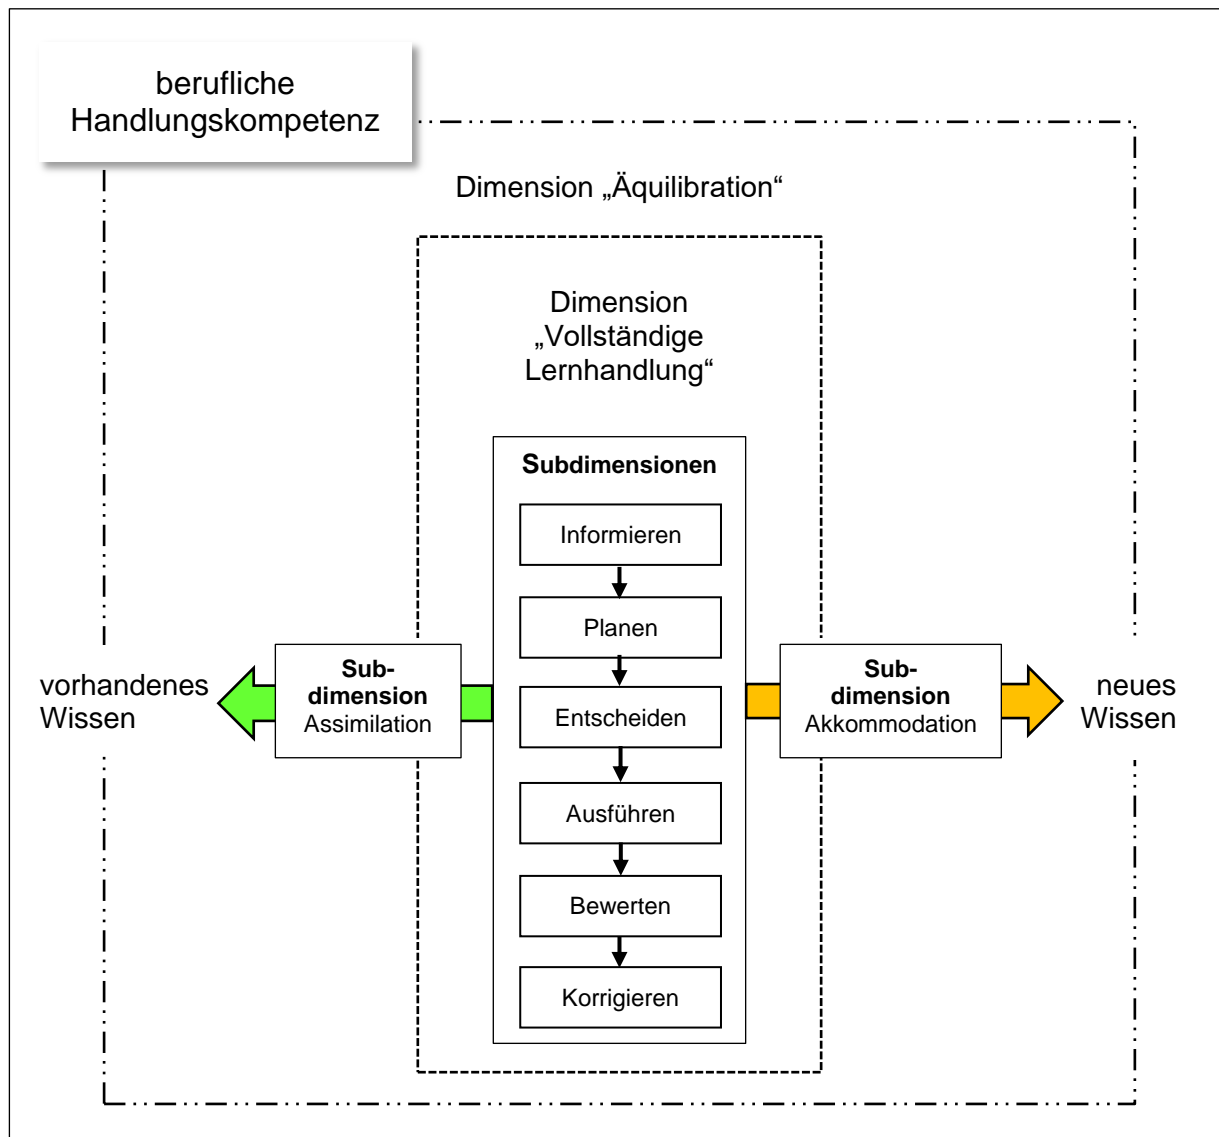 berufliche
Handlungskompetenz
Dimension „Äquilibration“
Dimension
„Vollständige
Lernhandlung“
Subdimensionen
Informieren
Planen
Entscheiden
Ausführen
Bewerten
Korrigieren
vorhandenes
Wissen
Sub-
dimension
Assimilation
Sub-
dimension
Akkommodation
neues
Wissen